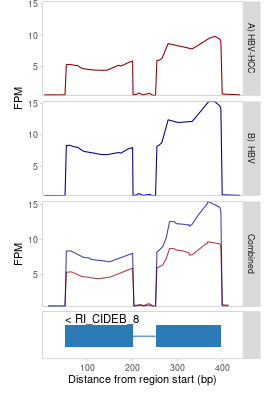 15
10
5
FPM
A) HBV-HCC
15
10
5
FPM
B) HBV
15
10
5
FPM
Combined
< RI_CIDEB_8
100 200 300 400
Distance from region start (bp)